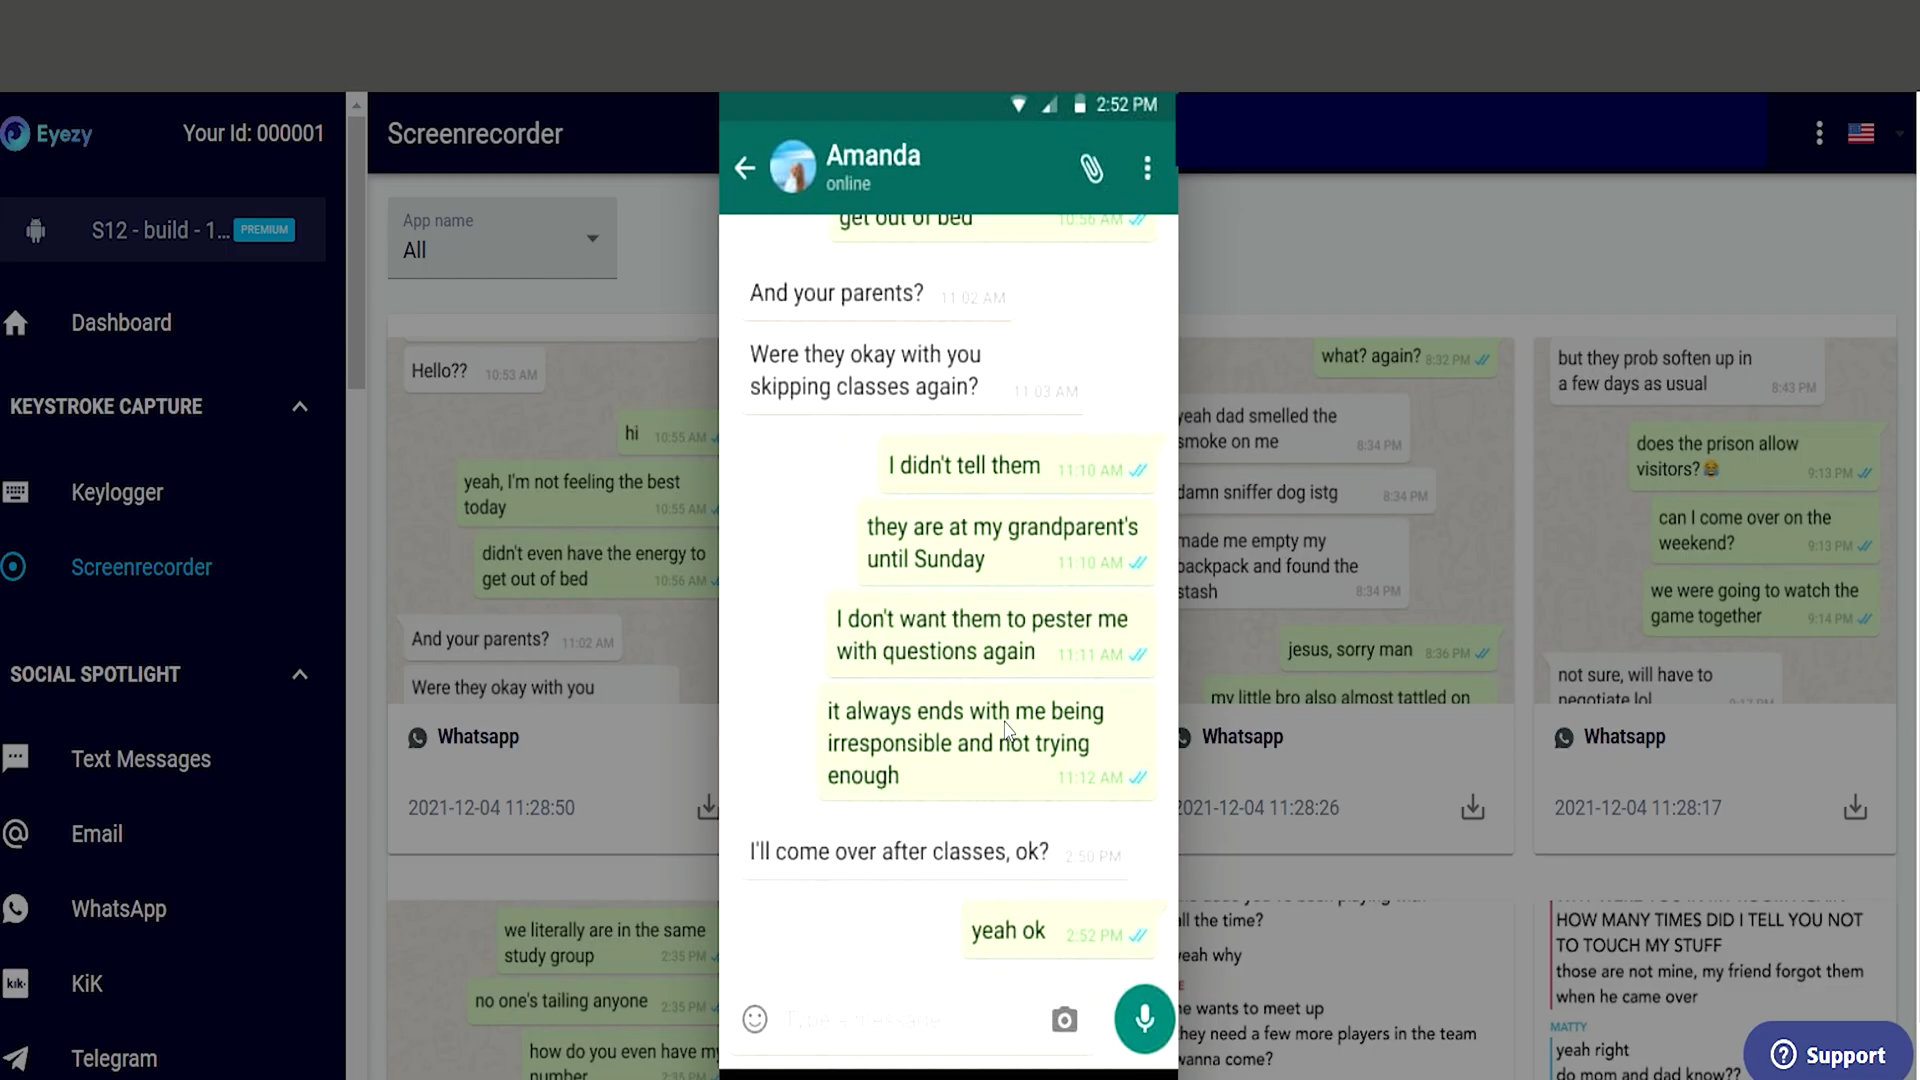 Eyezy
Your Id: 000001
S12 - build - 1...
PREMIUM
Dashboard
KEYSTROKE CAPTURE
Keylogger
Screenrecorder
SOCIAL SPOTLIGHT
Text Messages
Email
WhatsApp
kik.
KiK
Telegram
Screenrecorder
App name
All
Hello?? 10:53 AM
hi 10:55 AM
yeah, I'm not feeling the best
today 10:55 AM
didn't even have the energy to
get out of bed 10:56 AM
And your parents? 11:02 AM
Were they okay with you
Whatsapp
2021-12-04 11:28:50
we literally are in the same
study group 2:35 PM
no one's tailing anyone 2:35 PM
how do you even have my
number 2:35 PM
2:52 PM
Amanda
online
get out of bed 10:56 AM
And your parents? 11:02 AM
Were they okay with you
skipping classes again? 11:03 AM
I didn't tell them 11:10 AM
they are at my grandparent's
until Sunday 11:10 AM
I don't want them to pester me
with questions again 11:11 AM
it always ends with me being
irresponsible and not trying
enough 11:12 AM
I'll come over after classes, ok? 2:50 PM
yeah ok 2:52 PM
Type a message
what? again? 8:32 PM
yeah dad smelled the
smoke on me 8:34 PM
damn sniffer dog istg 8:34 PM
made me empty my
backpack and found the
stash 8:34 PM
jesus, sorry man 8:36 PM
my little bro also almost tattled on
Whatsapp
2021-12-04 11:28:26
all the time?
yeah why
he wants to meet up
they need a few more players in the team
wanna come?
but they prob soften up in
a few days as usual 8:43 PM
does the prison allow
visitors?😂 9:13 PM
can I come over on the
weekend? 9:13 PM
we were going to watch the
game together 9:14 PM
not sure, will have to
negotiate lol 9:17 PM
Whatsapp
2021-12-04 11:28:17
HOW MANY TIMES DID I TELL YOU NOT
TO TOUCH MY STUFF
those are not mine, my friend forgot them
when he came over
MATTY
yeah right
do mom and dad know??
Support